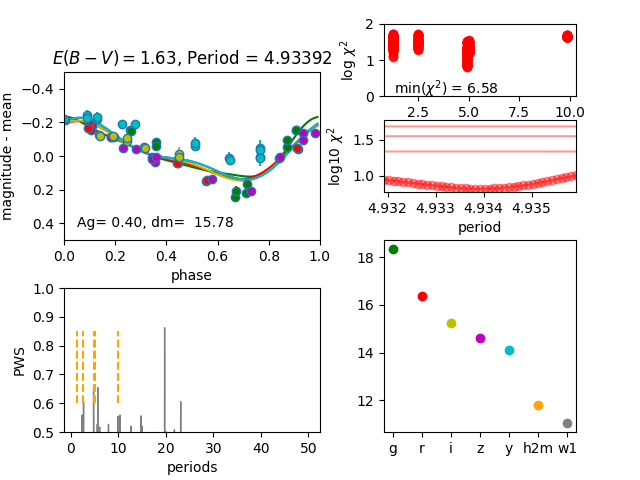 E(B − V) = 1.63, Period = 4.93392
magnitude - mean
−0.4
−0.2
0.0
0.2
0.4
Ag= 0.40, dm=  15.78
0.0 0.2 0.4 0.6 0.8 1.0
phase
log χ²
2
1
0
min(χ²) = 6.58
2.5 5.0 7.5 10.0
log10 χ²
1.5
1.0
4.932 4.933 4.934 4.935
period
PWS
1.0
0.9
0.8
0.7
0.6
0.5
0 10 20 30 40 50
periods
18
16
14
12
g r i z y h2m w1